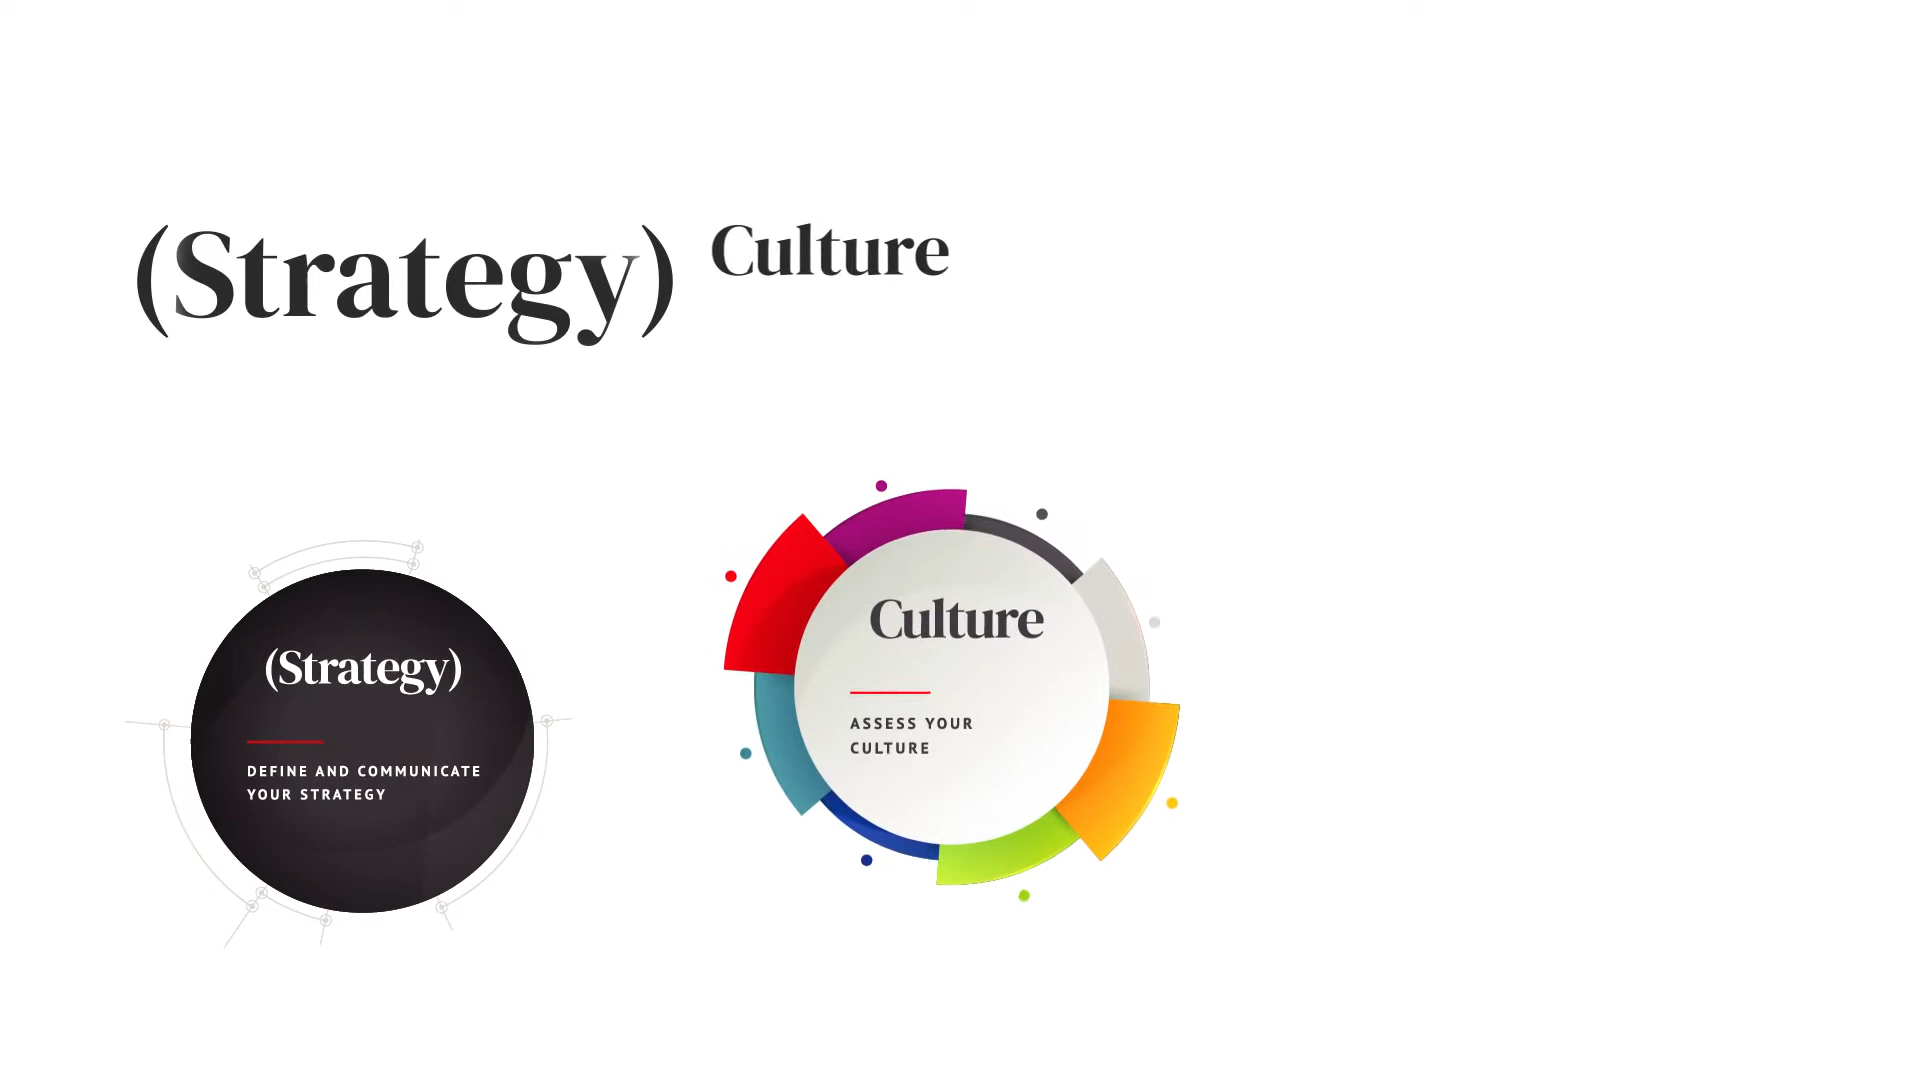 (Strategy) Culture
(Strategy)
DEFINE AND COMMUNICATE
YOUR STRATEGY
Culture
ASSESS YOUR
CULTURE